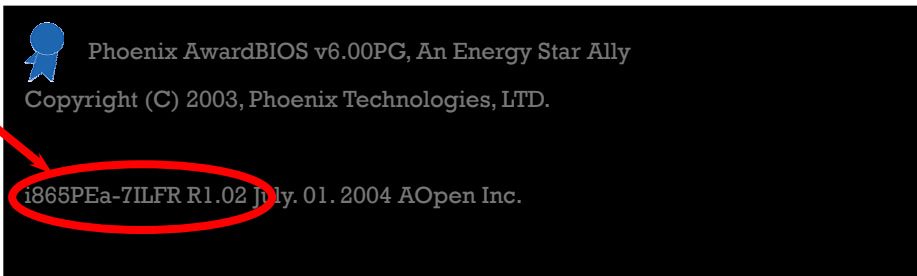 Phoenix AwardBIOS v6.00PG, An Energy Star Ally
Copyright (C) 2003, Phoenix Technologies, LTD.
i865PEa-7ILFR R1.02 July. 01. 2004 AOpen Inc.